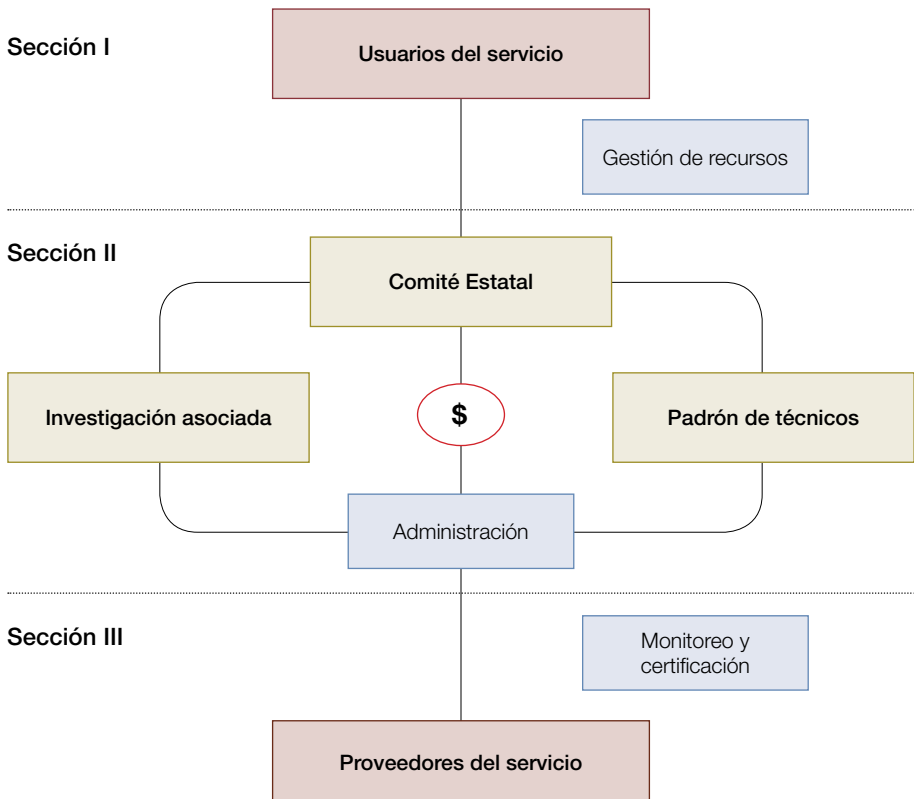 Sección I
Usuarios del servicio
Gestión de recursos
Sección II
Comité Estatal
Investigación asociada
$
Padrón de técnicos
Administración
Sección III
Monitoreo y
certificación
Proveedores del servicio